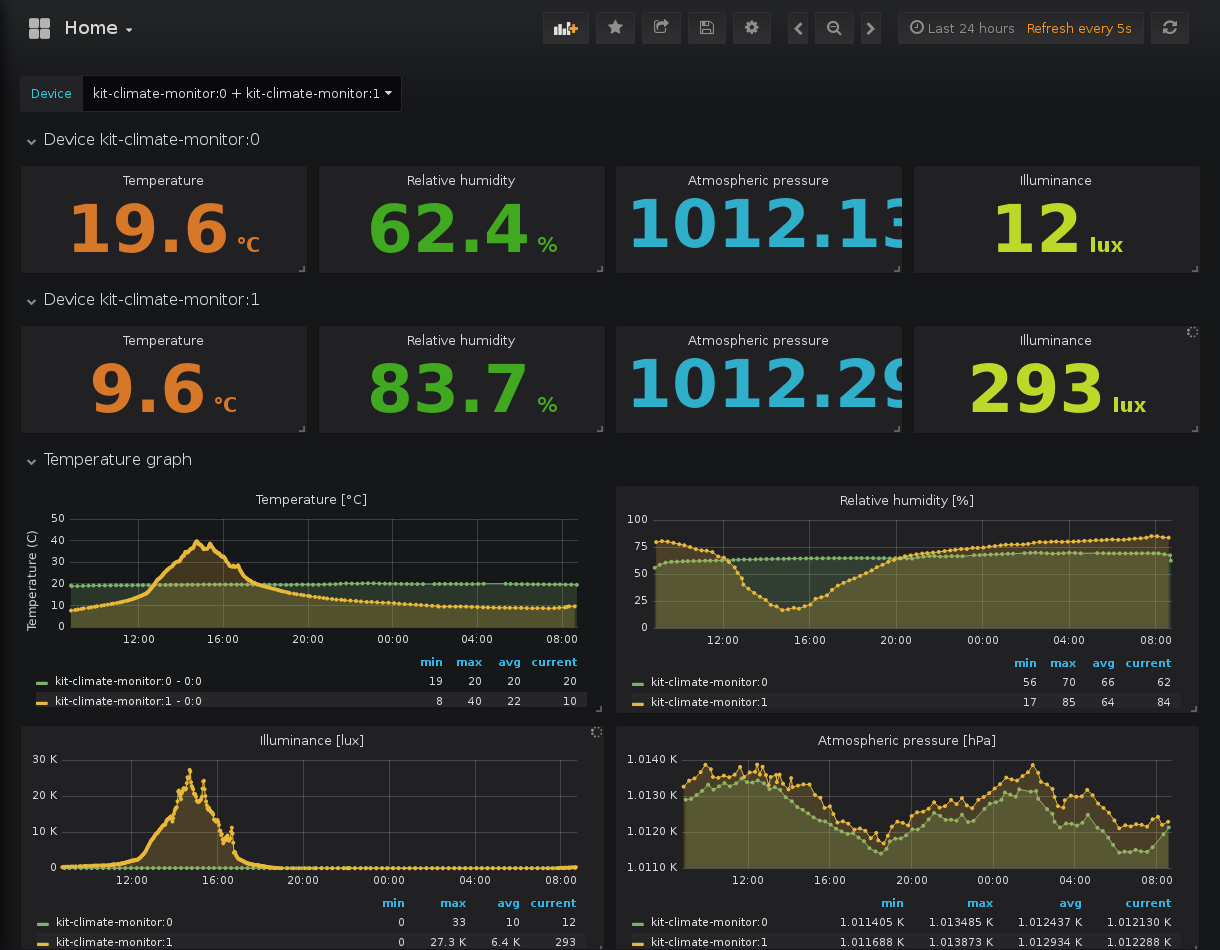 Home
Last 24 hours Refresh every 5s
Device kit-climate-monitor:0 + kit-climate-monitor:1
Device kit-climate-monitor:0
Temperature Relative humidity Atmospheric pressure Illuminance
19.6 °C 62.4 % 1012.13 12 lux
Device kit-climate-monitor:1
Temperature Relative humidity Atmospheric pressure Illuminance
9.6 °C 83.7 % 1012.29 293 lux
Temperature graph
Temperature [°C]
Temperature (C)
50
40
30
20
10
0
12:00 16:00 20:00 00:00 04:00 08:00
min max avg current
kit-climate-monitor:0 - 0:0 19 20 20 20
kit-climate-monitor:1 - 0:0 8 40 22 10
Relative humidity [%]
100
75
50
25
0
12:00 16:00 20:00 00:00 04:00 08:00
min max avg current
kit-climate-monitor:0 56 70 66 62
kit-climate-monitor:1 17 85 64 84
Illuminance [lux]
30 K
20 K
10 K
0
12:00 16:00 20:00 00:00 04:00 08:00
min max avg current
kit-climate-monitor:0 0 33 10 12
kit-climate-monitor:1 0 27.3 K 6.4 K 293
Atmospheric pressure [hPa]
1.0140 K
1.0130 K
1.0120 K
1.0110 K
12:00 16:00 20:00 00:00 04:00 08:00
min max avg current
kit-climate-monitor:0 1.011405 K 1.013485 K 1.012437 K 1.012130 K
kit-climate-monitor:1 1.011688 K 1.013873 K 1.012934 K 1.012288 K